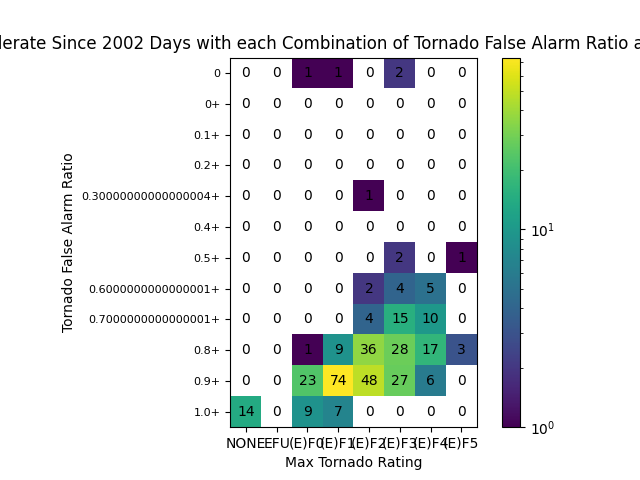 lerate Since 2002 Days with each Combination of Tornado False Alarm Ratio a
Tornado False Alarm Ratio
0 0 0 1 1 0 2 0 0
0+ 0 0 0 0 0 0 0 0
0.1+ 0 0 0 0 0 0 0 0
0.2+ 0 0 0 0 0 0 0 0
0.30000000000000004+ 0 0 0 0 1 0 0 0
0.4+ 0 0 0 0 0 0 0 0
0.5+ 0 0 0 0 0 2 0 1
0.6000000000000001+ 0 0 0 0 2 4 5 0
0.7000000000000001+ 0 0 0 0 4 15 10 0
0.8+ 0 0 1 9 36 28 17 3
0.9+ 0 0 23 74 48 27 6 0
1.0+ 14 0 9 7 0 0 0 0
NONE EFU (E)F0 (E)F1 (E)F2 (E)F3 (E)F4 (E)F5
Max Tornado Rating
10¹
10⁰